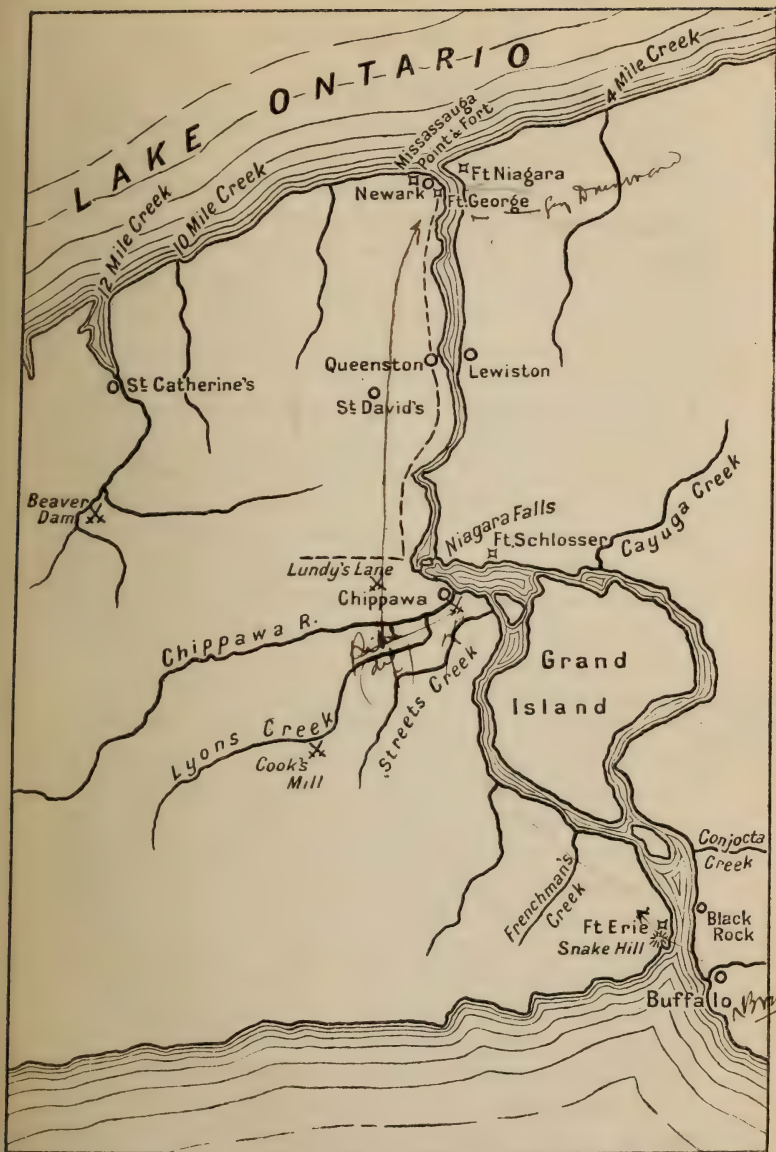 LAKE ONTARIO
4 Mile Creek
Mississauga
Point & Fort
Ft Niagara
Newark
Ft. George
12 Mile Creek
10 Mile Creek
Queenston
Lewiston
St. Catherine's
St. David's
Beaver
Dam
Niagara Falls
Ft. Schlosser
Cayuga Creek
Lundy's Lane
Chippawa
Chippawa R.
Grand
Island
Lyons Creek
Streets Creek
Cook's
Mill
Conjocta
Creek
Frenchman's
Creek
Ft Erie
Snake Hill
Black
Rock
Buffalo